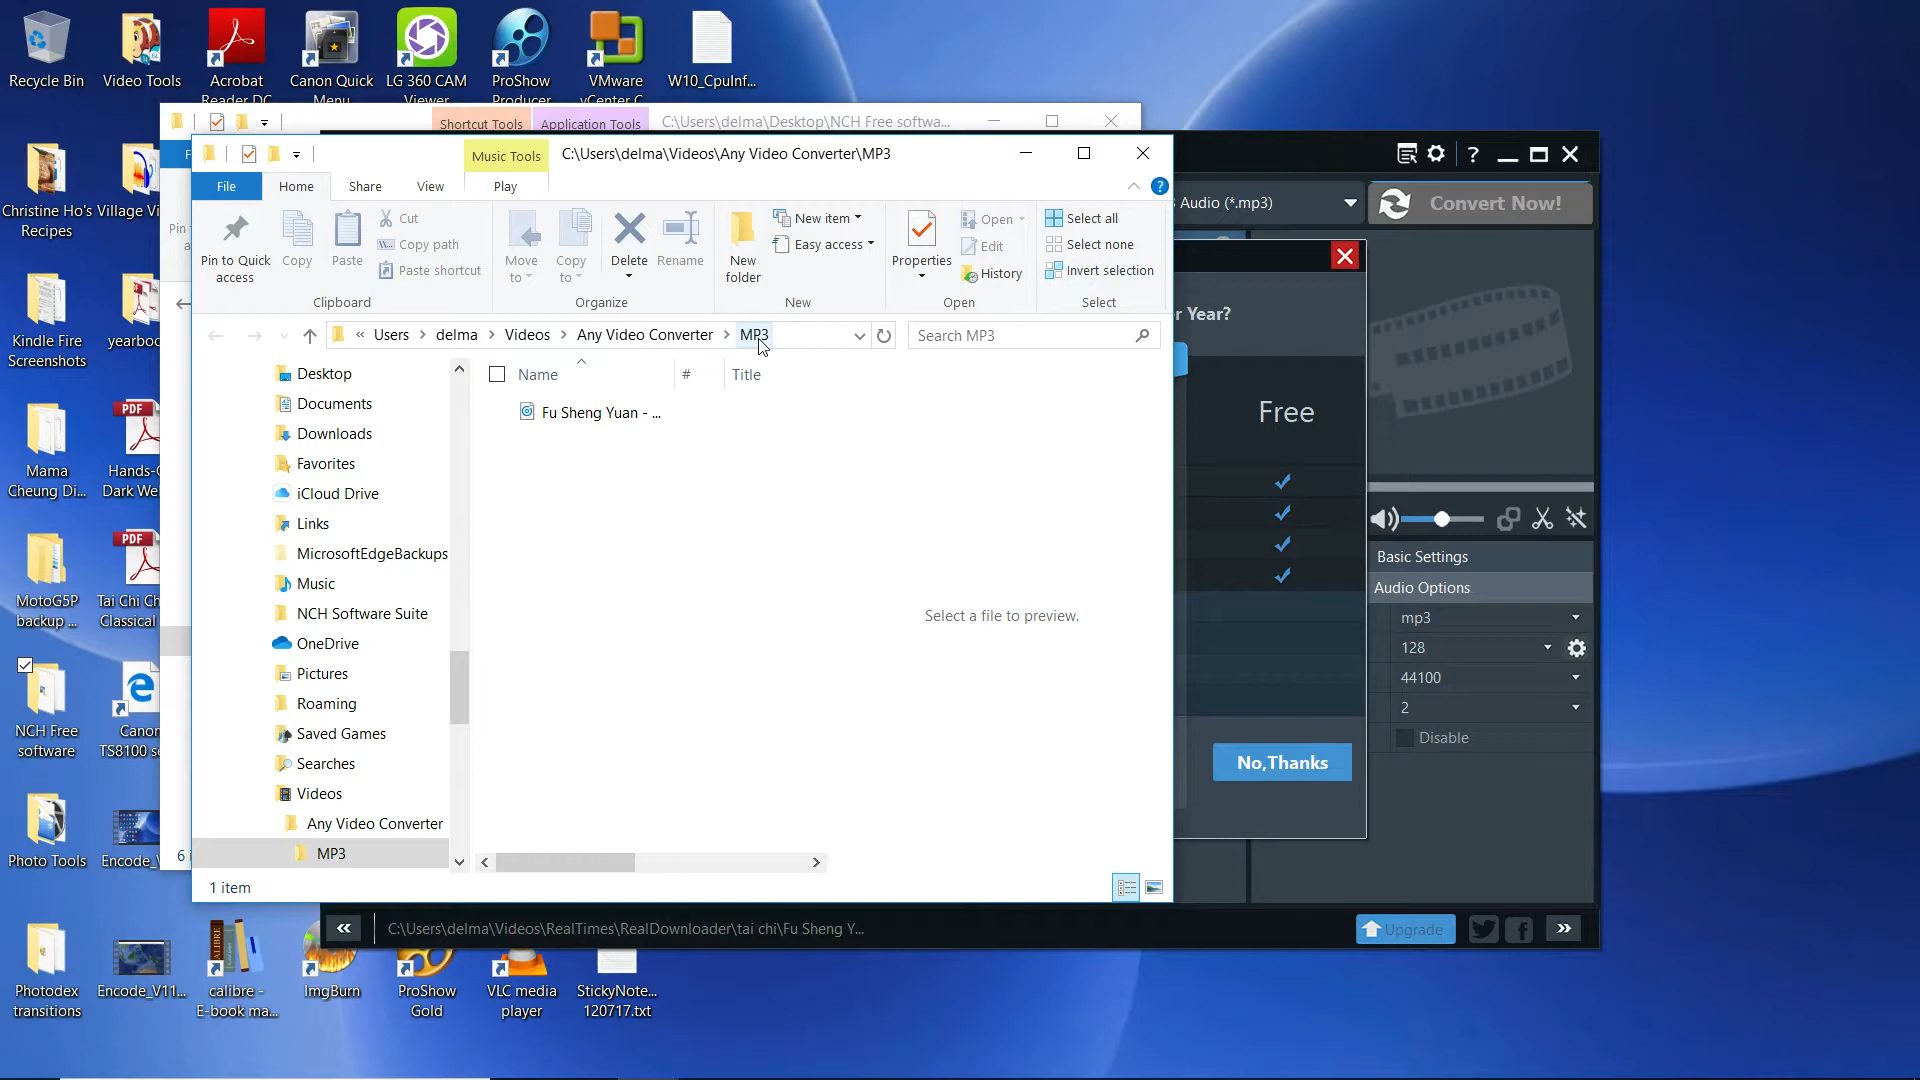 Recycle Bin
Video Tools
Acrobat
Reader DC
Canon Quick
Menu
LG 360 CAM
Viewer
ProShow
Producer
VMware
vCenter C...
W10_CpuInf...
Shortcut Tools
Application Tools
C:\Users\delma\Desktop\NCH Free softwa...
Music Tools
C:\Users\delma\Videos\Any Video Converter\MP3
File
Home
Share
View
Play
Pin to Quick
access
Copy
Paste
Cut
Copy path
Paste shortcut
Move
to
Copy
to
Delete
Rename
New
folder
New item
Easy access
Properties
Open
Edit
History
Select all
Select none
Invert selection
Clipboard
Organize
New
Open
Select
« Users > delma > Videos > Any Video Converter > MP3
Search MP3
Name
#
Title
Fu Sheng Yuan - ...
Desktop
Documents
Downloads
Favorites
iCloud Drive
Links
MicrosoftEdgeBackups
Music
NCH Software Suite
OneDrive
Pictures
Roaming
Saved Games
Searches
Videos
Any Video Converter
MP3
Select a file to preview.
1 item
Audio (*.mp3)
Convert Now!
r Year?
Free
No,Thanks
Basic Settings
Audio Options
mp3
128
44100
2
Disable
C:\Users\delma\Videos\RealTimes\RealDownloader\tai chi\Fu Sheng Y...
Upgrade
Christine Ho's
Recipes
Village Vi
Kindle Fire
Screenshots
yearboo
Mama
Cheung Di...
PDF
Hands-O
Dark We
MotoG5P
backup ...
PDF
Tai Chi Ch
Classical
NCH Free
software
Canon
TS8100 se
Photo Tools
Encode_V
6 i
Photodex
transitions
Encode_V11...
calibre -
E-book ma...
ImgBurn
ProShow
Gold
VLC media
player
StickyNote...
120717.txt